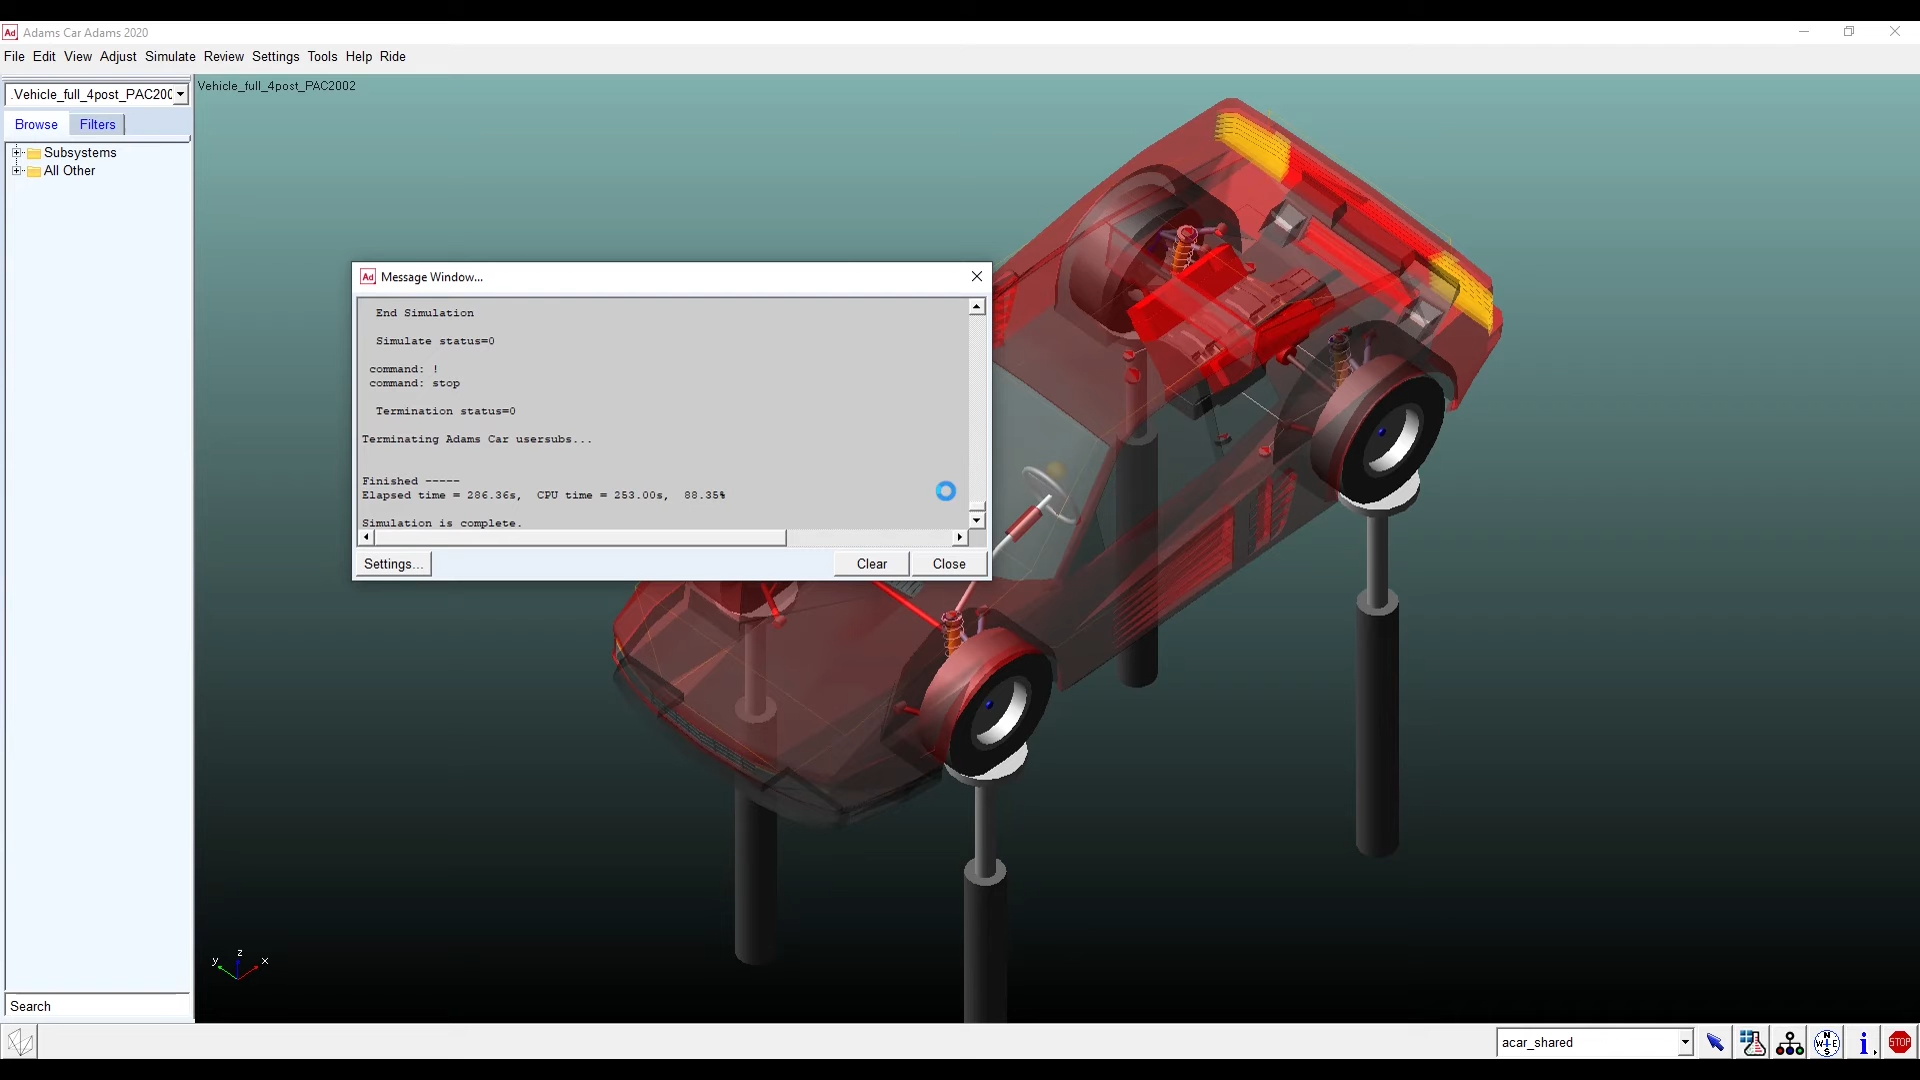 Ad Adams Car Adams 2020
File Edit View Adjust Simulate Review Settings Tools Help Ride
.Vehicle_full_4post_PAC200
Vehicle_full_4post_PAC2002
Browse Filters
Subsystems
All Other
Ad Message Window...
End Simulation
Simulate status=0
command: !
command: stop
Termination status=0
Terminating Adams Car usersubs...
Finished -----
Elapsed time = 286.36s, CPU time = 253.00s, 88.35%
Simulation is complete.
Settings... Clear Close
z
y x
Search
acar_shared
N
W E
S
i
STOP